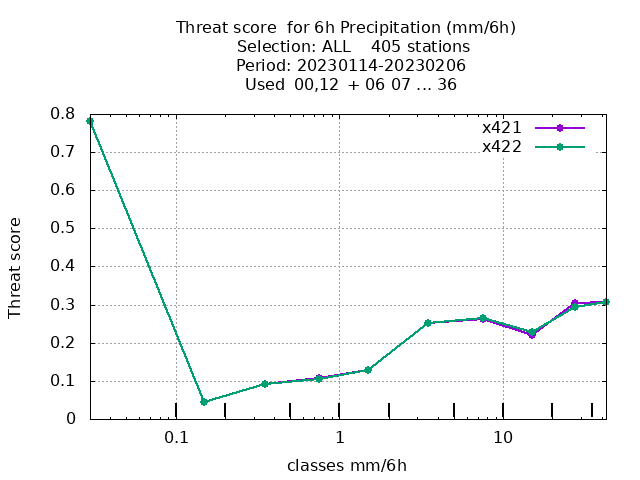 Threat score  for 6h Precipitation (mm/6h)
Selection: ALL    405 stations
Period: 20230114-20230206
Used  00,12  + 06 07 ... 36
x421
x422
0.8
0.7
0.6
0.5
0.4
0.3
0.2
0.1
0
Threat score
0.1
1
10
classes mm/6h